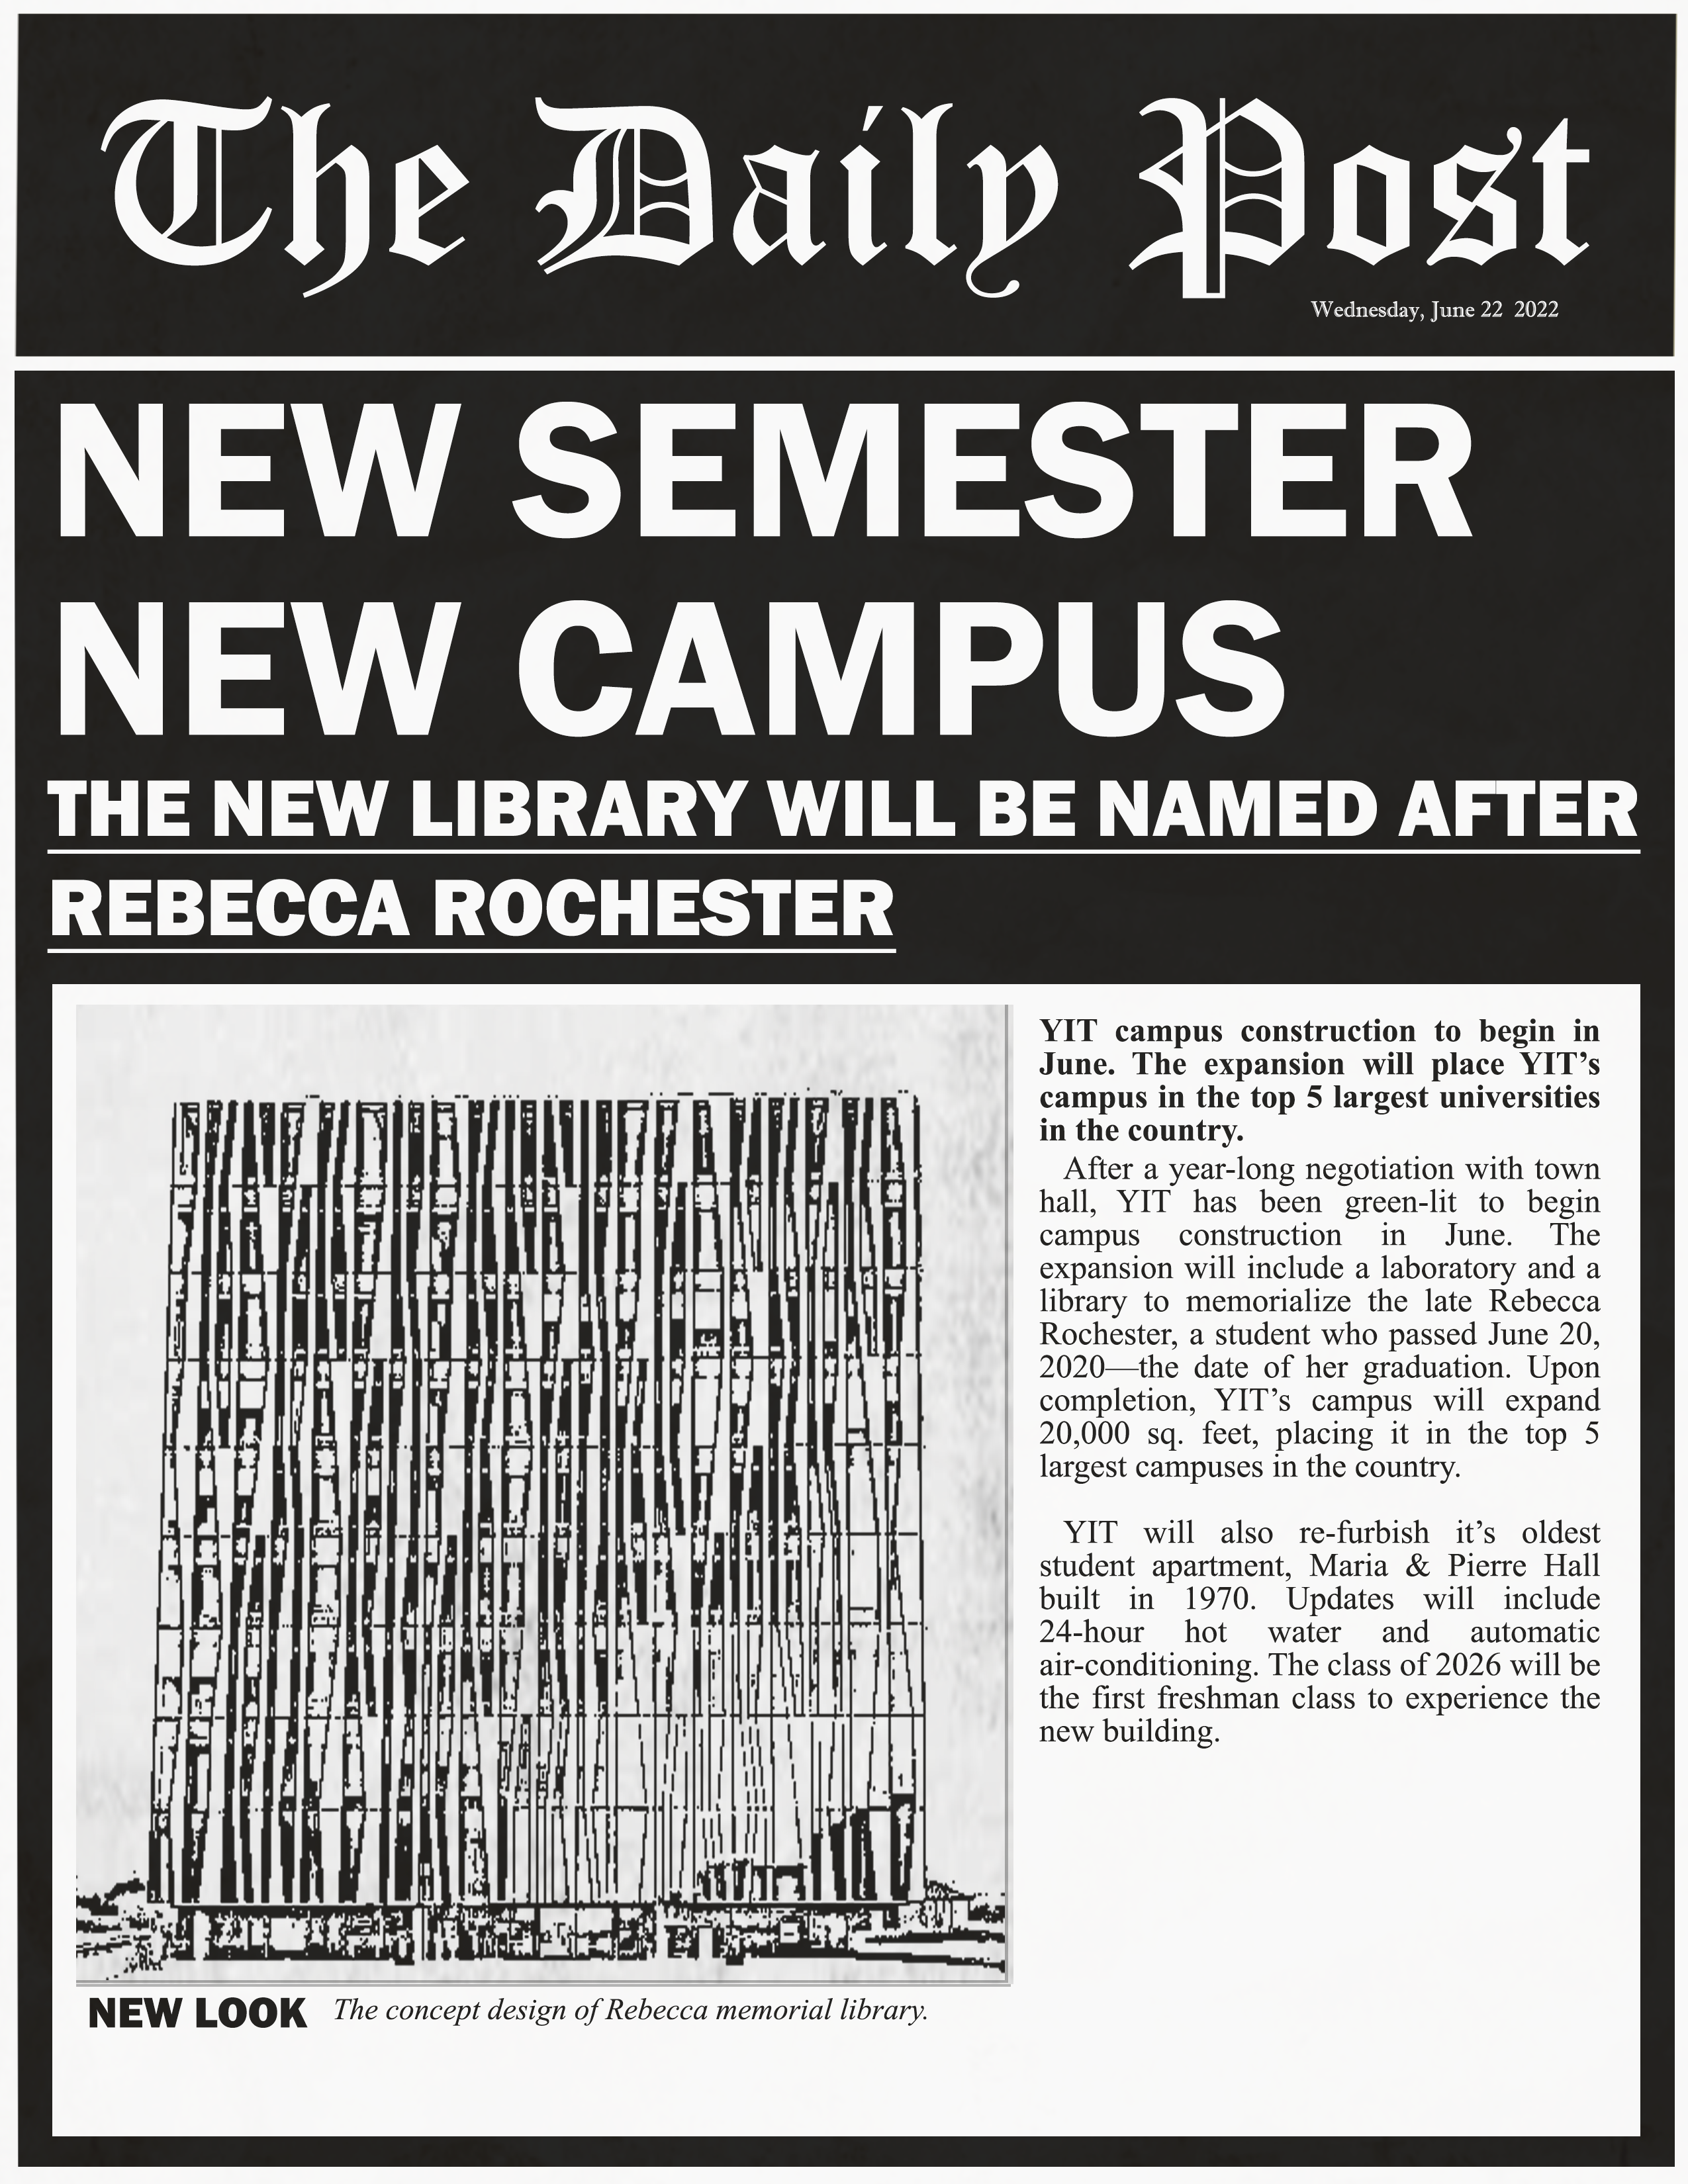 The Daily Post
Wednesday, June 22 2022
NEW SEMESTER
NEW CAMPUS
THE NEW LIBRARY WILL BE NAMED AFTER
REBECCA ROCHESTER
YIT campus construction to begin in
June. The expansion will place YIT’s
campus in the top 5 largest universities
in the country.
After a year-long negotiation with town
hall, YIT has been green-lit to begin
campus construction in June. The
expansion will include a laboratory and a
library to memorialize the late Rebecca
Rochester, a student who passed June 20,
2020—the date of her graduation. Upon
completion, YIT’s campus will expand
20,000 sq. feet, placing it in the top 5
largest campuses in the country.
YIT will also re-furbish it’s oldest
student apartment, Maria & Pierre Hall
built in 1970. Updates will include
24-hour hot water and automatic
air-conditioning. The class of 2026 will be
the first freshman class to experience the
new building.
NEW LOOK The concept design of Rebecca memorial library.